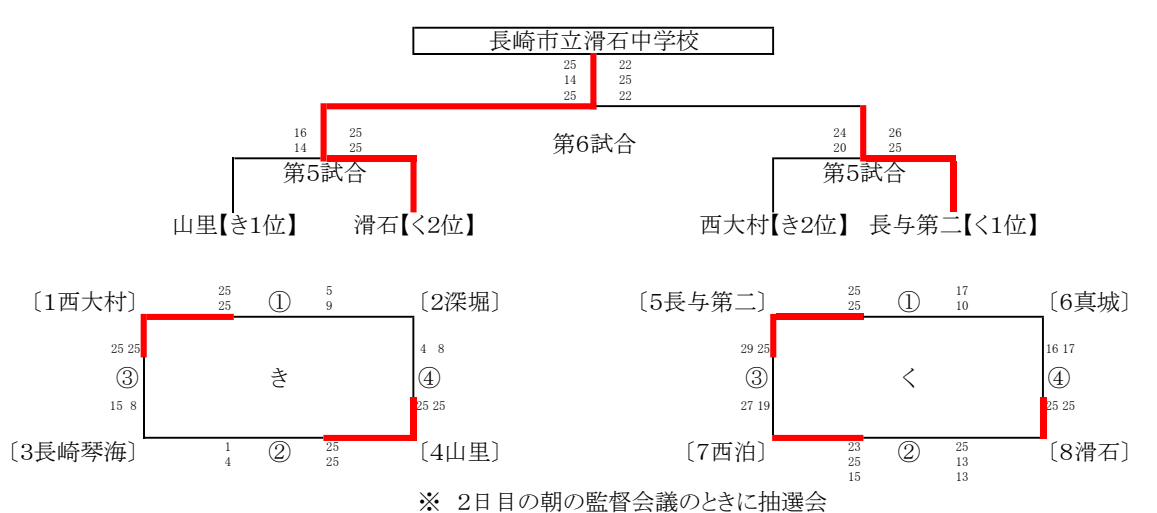 長崎市立滑石中学校
25 22
14 25
25 22
16 25 第6試合 24 26
14 25 20 25
第5試合 第5試合
山里【き1位】 滑石【く2位】 西大村【き2位】 長与第二【く1位】
〔1西大村〕 25 ① 5 〔2深堀〕 〔5長与第二〕 25 ① 17 〔6真城〕
25 9 25 10
25 25 4 8 29 25 16 17
③ き ④ ③ く ④
15 8 25 25 27 19 25 25
〔3長崎琴海〕 1 ② 25 〔4山里〕 〔7西泊〕 23 ② 25 〔8滑石〕
4 25 25 13
15 13
※ 2日目の朝の監督会議のときに抽選会